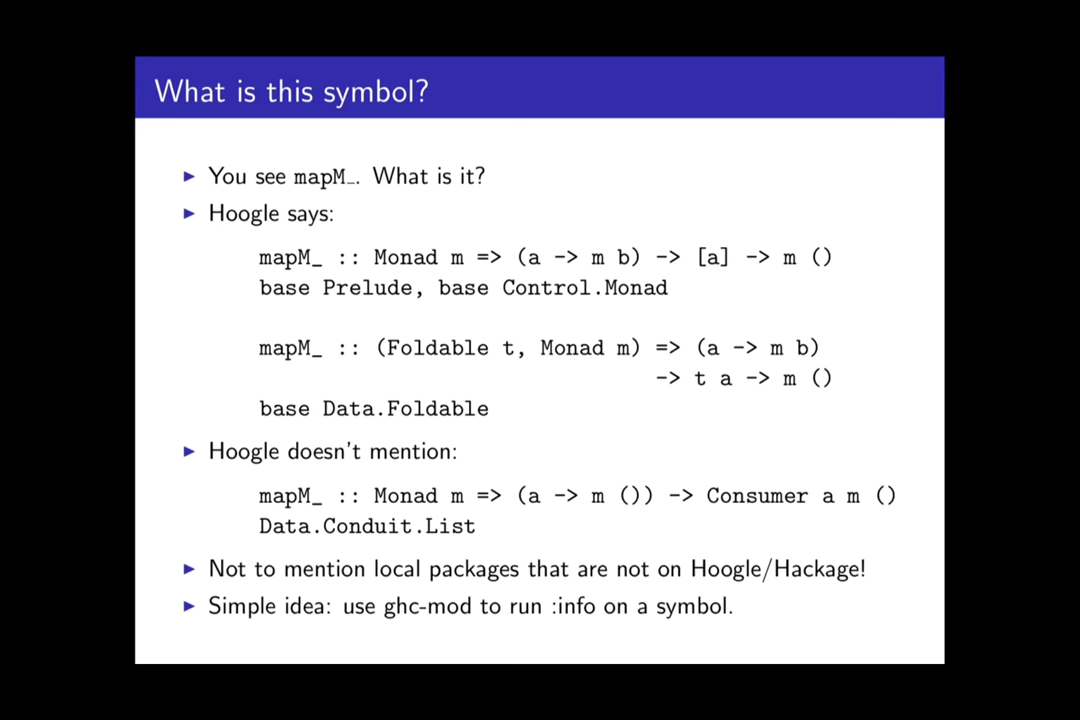 What is this symbol?
▶ You see mapM_. What is it?
▶ Hoogle says:
mapM_ :: Monad m => (a -> m b) -> [a] -> m ()
base Prelude, base Control.Monad
mapM_ :: (Foldable t, Monad m) => (a -> m b)
-> t a -> m ()
base Data.Foldable
▶ Hoogle doesn't mention:
mapM_ :: Monad m => (a -> m ()) -> Consumer a m ()
Data.Conduit.List
▶ Not to mention local packages that are not on Hoogle/Hackage!
▶ Simple idea: use ghc-mod to run :info on a symbol.